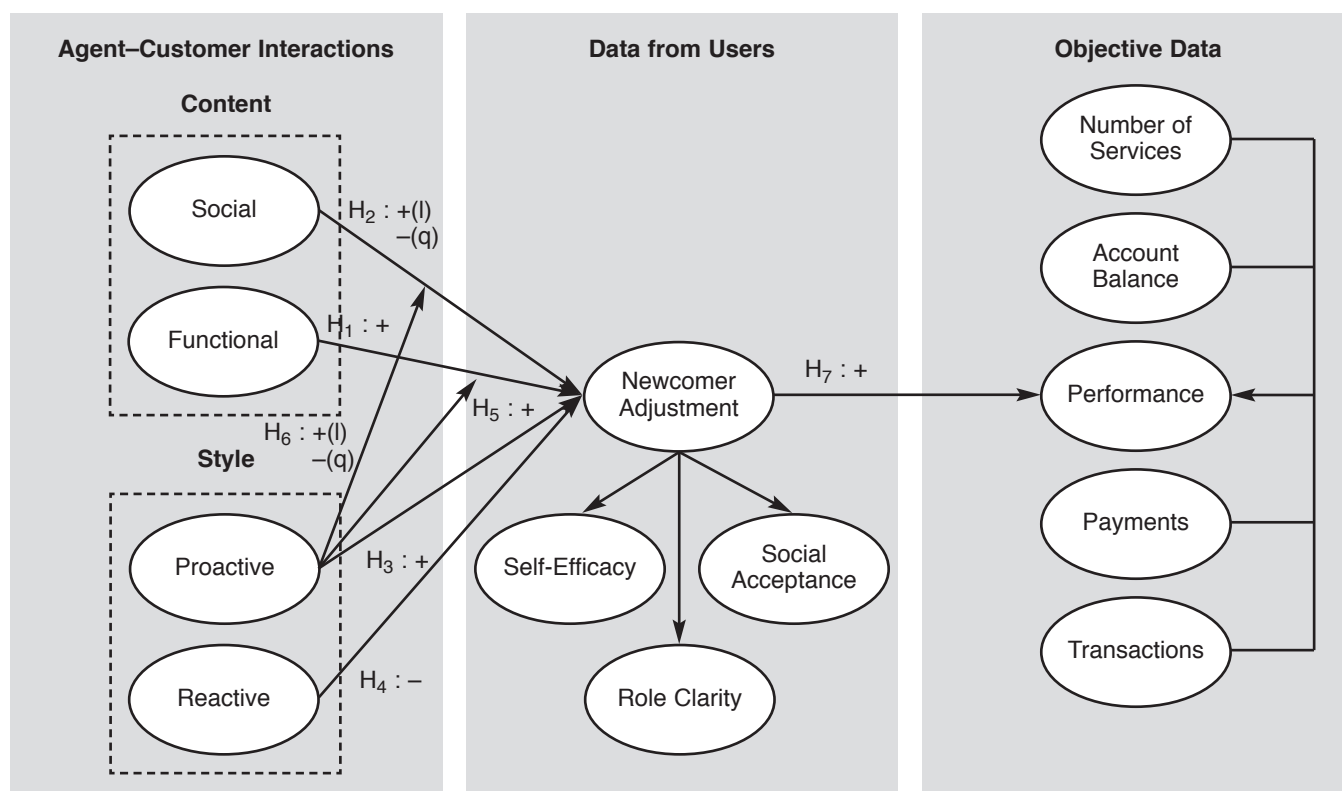 Agent–Customer Interactions
Content
Social
Functional
H2 : +(l)
–(q)
H1 : +
H6 : +(l)
–(q)
Style
Proactive
Reactive
H5 : +
H3 : +
H4 : –
Data from Users
Newcomer
Adjustment
Self-Efficacy
Social
Acceptance
Role Clarity
H7 : +
Objective Data
Number of
Services
Account
Balance
Performance
Payments
Transactions